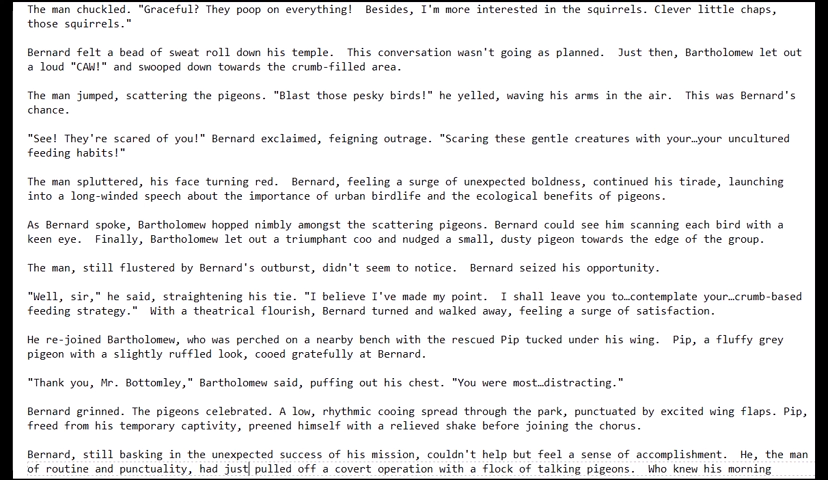 The man chuckled. "Graceful? They poop on everything!  Besides, I'm more interested in the squirrels. Clever little chaps,
those squirrels."
Bernard felt a bead of sweat roll down his temple.  This conversation wasn't going as planned.  Just then, Bartholomew let out
a loud "CAW!" and swooped down towards the crumb-filled area.
The man jumped, scattering the pigeons. "Blast those pesky birds!" he yelled, waving his arms in the air.  This was Bernard's
chance.
"See! They're scared of you!" Bernard exclaimed, feigning outrage. "Scaring these gentle creatures with your…your uncultured
feeding habits!"
The man spluttered, his face turning red.  Bernard, feeling a surge of unexpected boldness, continued his tirade, launching
into a long-winded speech about the importance of urban birdlife and the ecological benefits of pigeons.
As Bernard spoke, Bartholomew hopped nimbly amongst the scattering pigeons. Bernard could see him scanning each bird with a
keen eye.  Finally, Bartholomew let out a triumphant coo and nudged a small, dusty pigeon towards the edge of the group.
The man, still flustered by Bernard's outburst, didn't seem to notice.  Bernard seized his opportunity.
"Well, sir," he said, straightening his tie. "I believe I've made my point.  I shall leave you to…contemplate your…crumb-based
feeding strategy."  With a theatrical flourish, Bernard turned and walked away, feeling a surge of satisfaction.
He re-joined Bartholomew, who was perched on a nearby bench with the rescued Pip tucked under his wing.  Pip, a fluffy grey
pigeon with a slightly ruffled look, cooed gratefully at Bernard.
"Thank you, Mr. Bottomley," Bartholomew said, puffing out his chest. "You were most…distracting."
Bernard grinned. The pigeons celebrated. A low, rhythmic cooing spread through the park, punctuated by excited wing flaps. Pip,
freed from his temporary captivity, preened himself with a relieved shake before joining the chorus.
Bernard, still basking in the unexpected success of his mission, couldn't help but feel a sense of accomplishment.  He, the man
of routine and punctuality, had just pulled off a covert operation with a flock of talking pigeons.  Who knew his morning